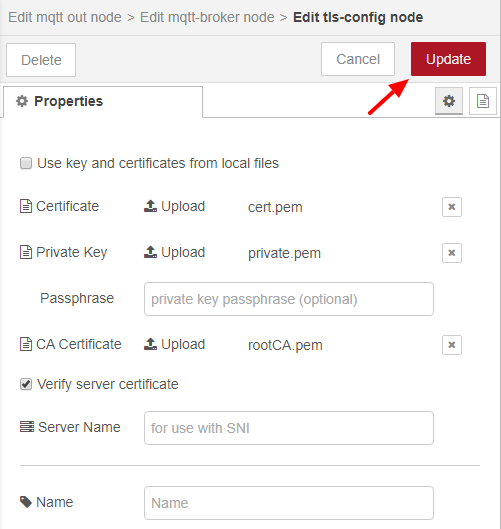 Edit mqtt out node > Edit mqtt-broker node > Edit tls-config node
Delete Cancel Update
Properties
Use key and certificates from local files
Certificate Upload cert.pem
Private Key Upload private.pem
Passphrase private key passphrase (optional)
CA Certificate Upload rootCA.pem
Verify server certificate
Server Name for use with SNI
Name Name